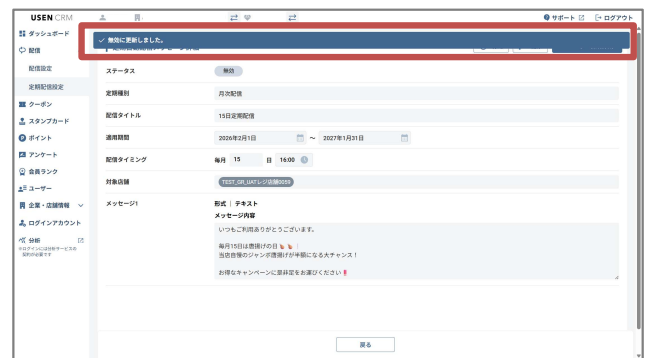 USEN CRM
サポート
ログアウト
ダッシュボード
配信
配信設定
定期配信設定
クーポン
スタンプカード
ポイント
アンケート
会員ランク
ユーザー
企業・店舗情報
ログインアカウント
分析
※ログインには分析サービスの
契約が必要です
無効に更新しました。
ステータス 無効
定期種別 月次配信
配信タイトル 15日定期配信
適用期間 2026年2月1日 ～ 2027年1月31日
配信タイミング 毎月 15 日 16:00
対象店舗 TEST_GR_UATレジ店舗0059
メッセージ1 形式 | テキスト
メッセージ内容
いつもご利用ありがとうございます。
毎月15日は唐揚げの日🍗🍗！
当店自慢のジャンボ唐揚げが半額になる大チャンス！
お得なキャンペーンに是非足をお運びください❗
戻る